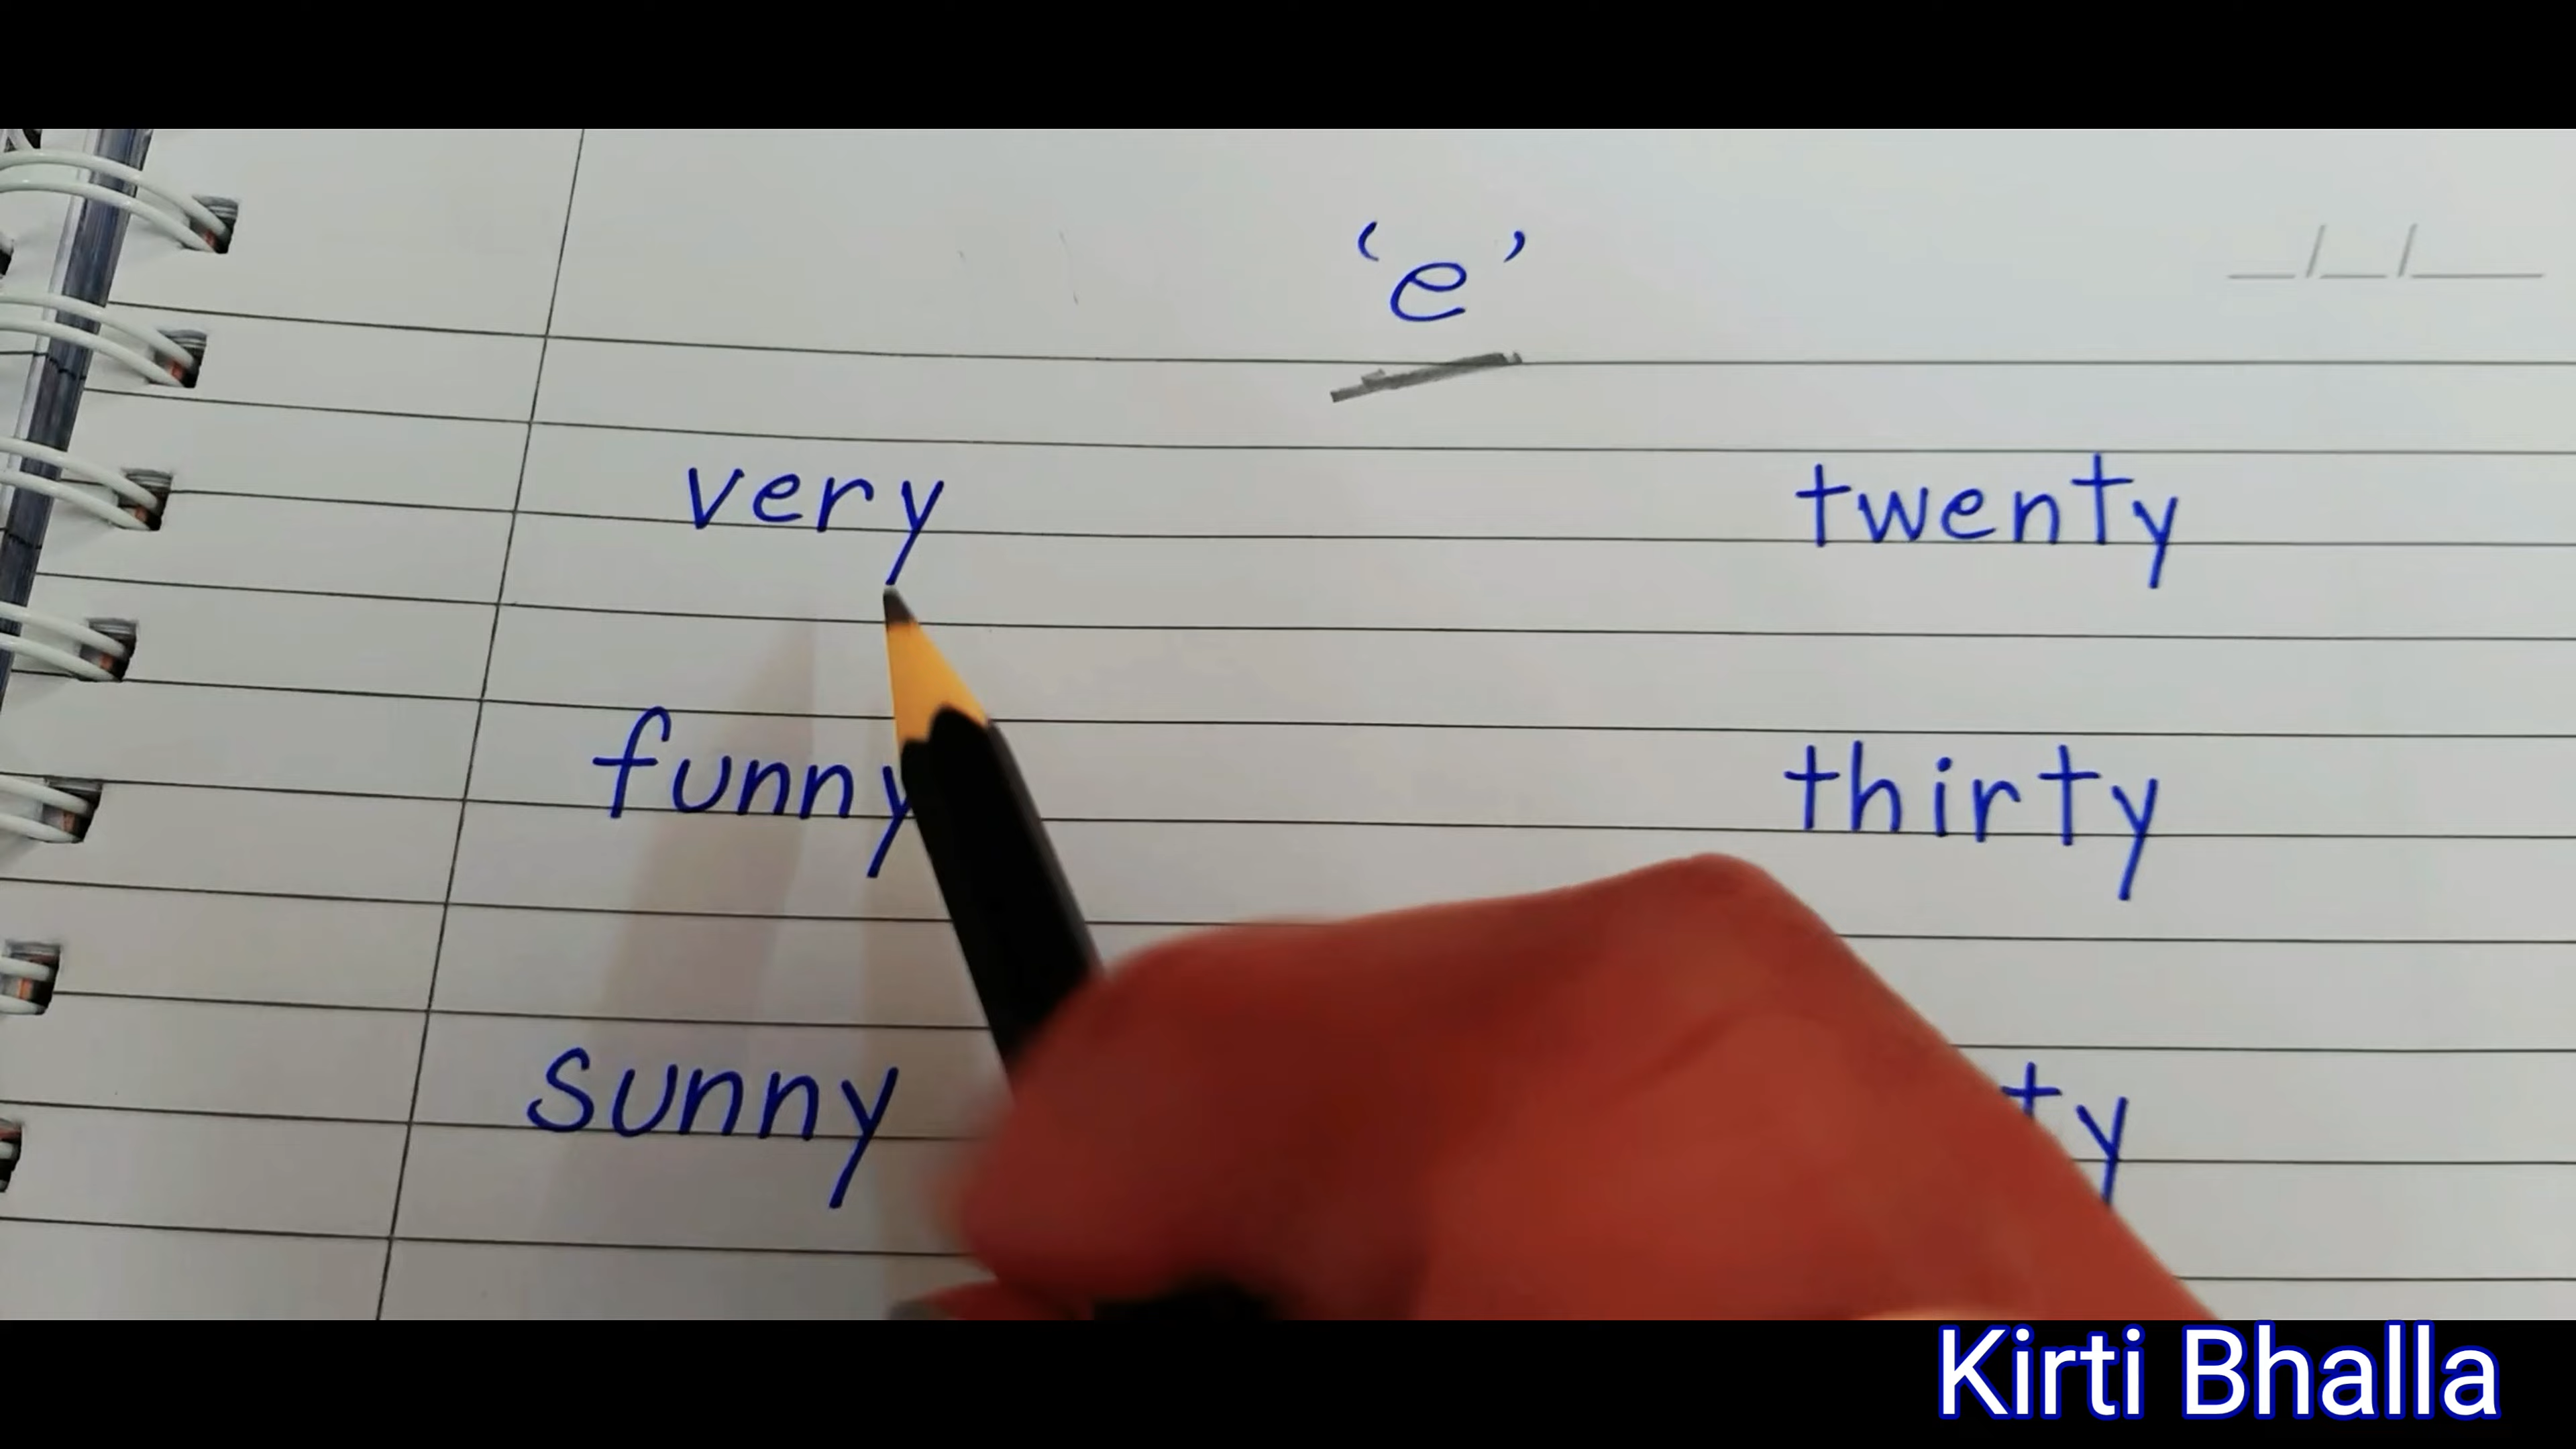 ‘e’
very twenty
funny thirty
sunny
Kirti Bhalla